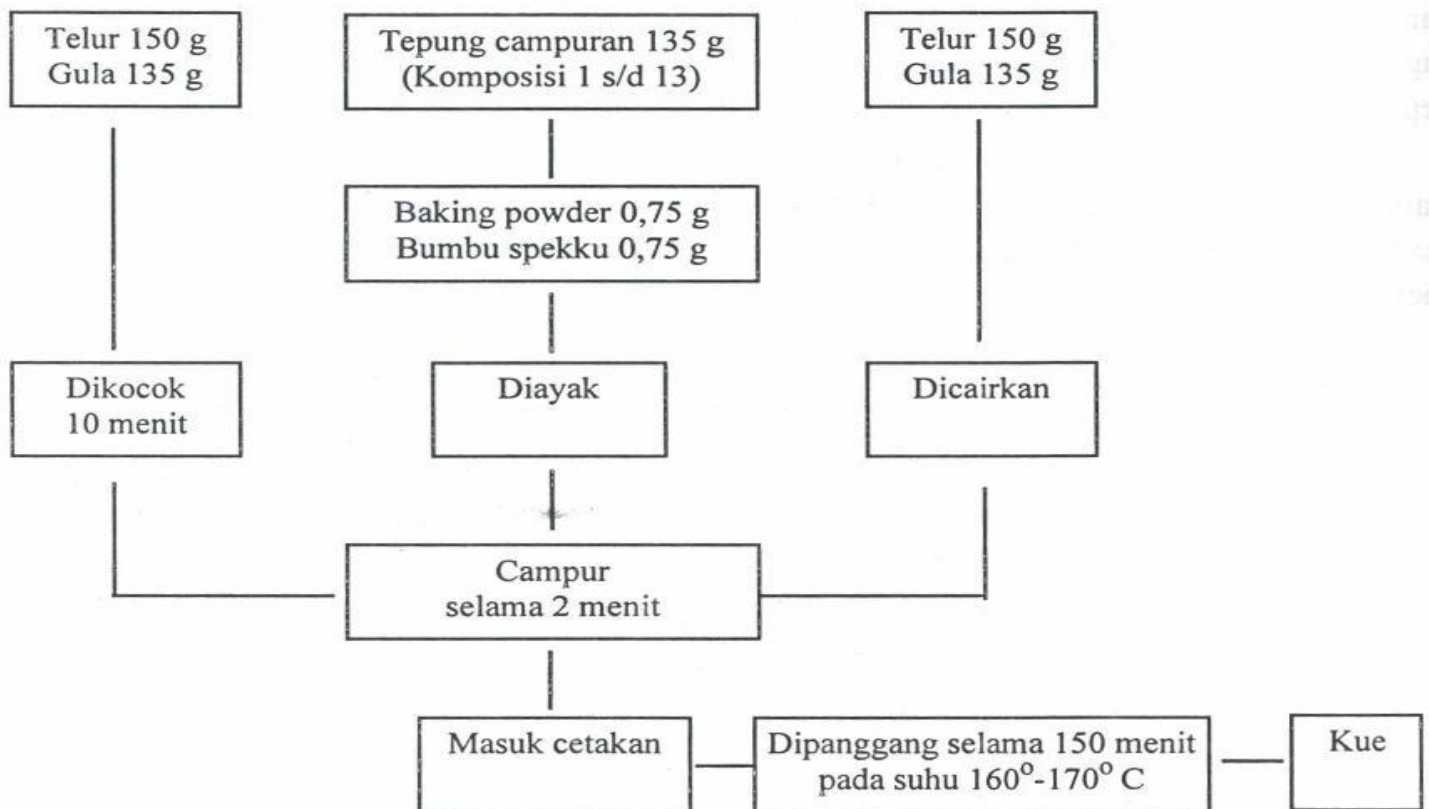 Telur 150 g
Gula 135 g
Tepung campuran 135 g
(Komposisi 1 s/d 13)
Telur 150 g
Gula 135 g
Baking powder 0,75 g
Bumbu spekku 0,75 g
Dikocok
10 menit
Diayak
Dicairkan
Campur
selama 2 menit
Masuk cetakan
Dipanggang selama 150 menit
pada suhu 160°-170° C
Kue